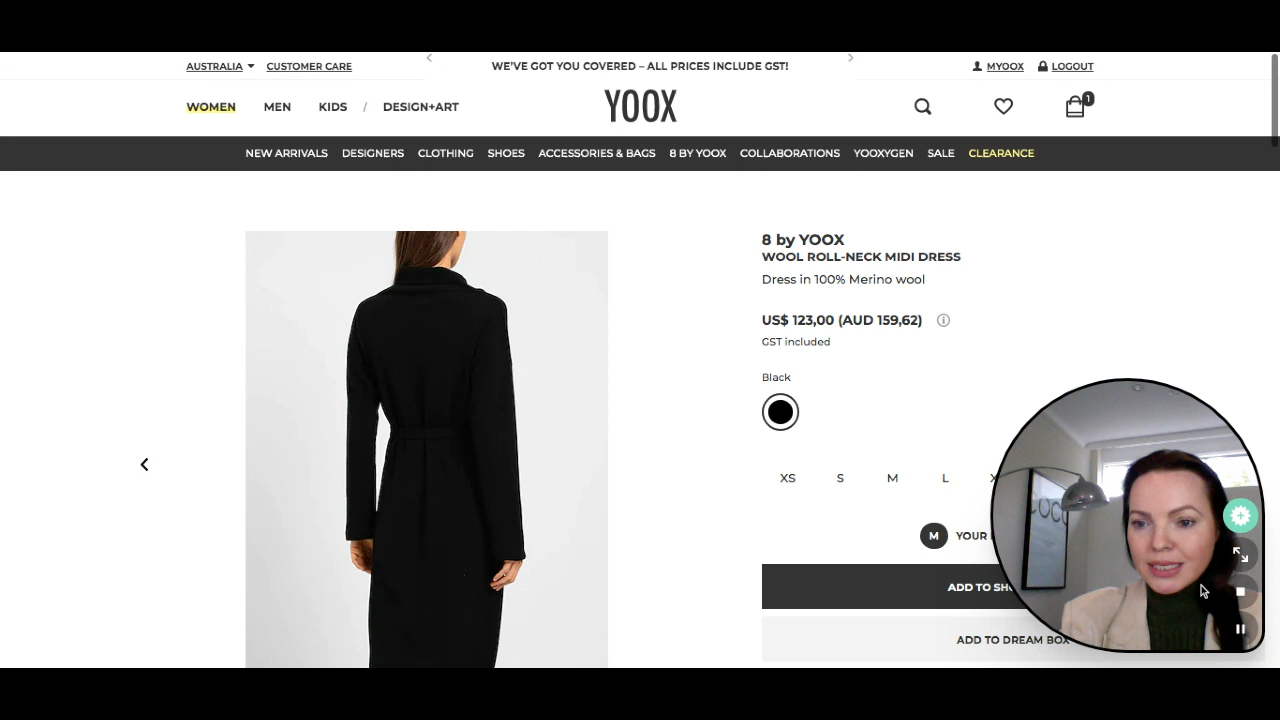 AUSTRALIA CUSTOMER CARE
WE'VE GOT YOU COVERED – ALL PRICES INCLUDE GST!
MYOOX LOGOUT
WOMEN MEN KIDS / DESIGN+ART
YOOX
1
NEW ARRIVALS DESIGNERS CLOTHING SHOES ACCESSORIES & BAGS 8 BY YOOX COLLABORATIONS YOOXYGEN SALE CLEARANCE
8 by YOOX
WOOL ROLL-NECK MIDI DRESS
Dress in 100% Merino wool
US$ 123,00 (AUD 159,62)
GST included
Black
XS S M L
M YOUR
ADD TO
ADD TO DREAM BOX
COCO